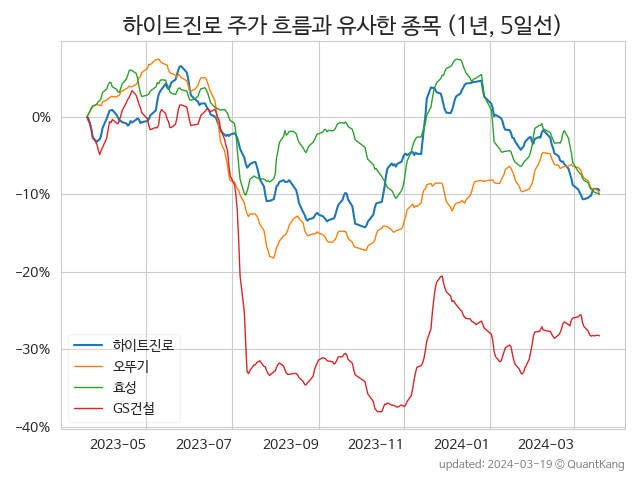 하이트진로 주가 흐름과 유사한 종목 (1년, 5일선)
0%
−10%
−20%
−30%
−40%
하이트진로
오뚜기
효성
GS건설
2023-05 2023-07 2023-09 2023-11 2024-01 2024-03
updated: 2024-03-19 © QuantKang